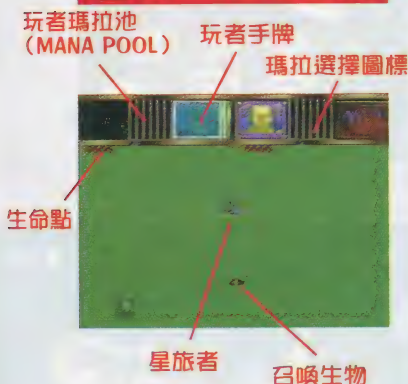 玩者瑪拉池
（MANA POOL）
玩者手牌
瑪拉選擇圖標
生命點
星旅者
召喚生物